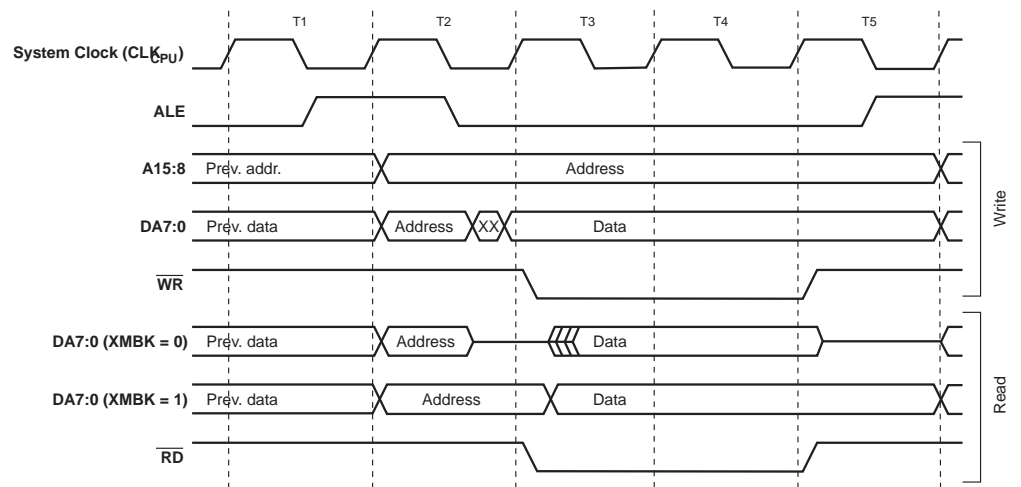 T1 T2 T3 T4 T5
System Clock (CLKCPU)
ALE
A15:8 Prev. addr. Address
DA7:0 Prev. data Address XX Data
WR
Write
DA7:0 (XMBK = 0) Prev. data Address Data
DA7:0 (XMBK = 1) Prev. data Address Data
RD
Read